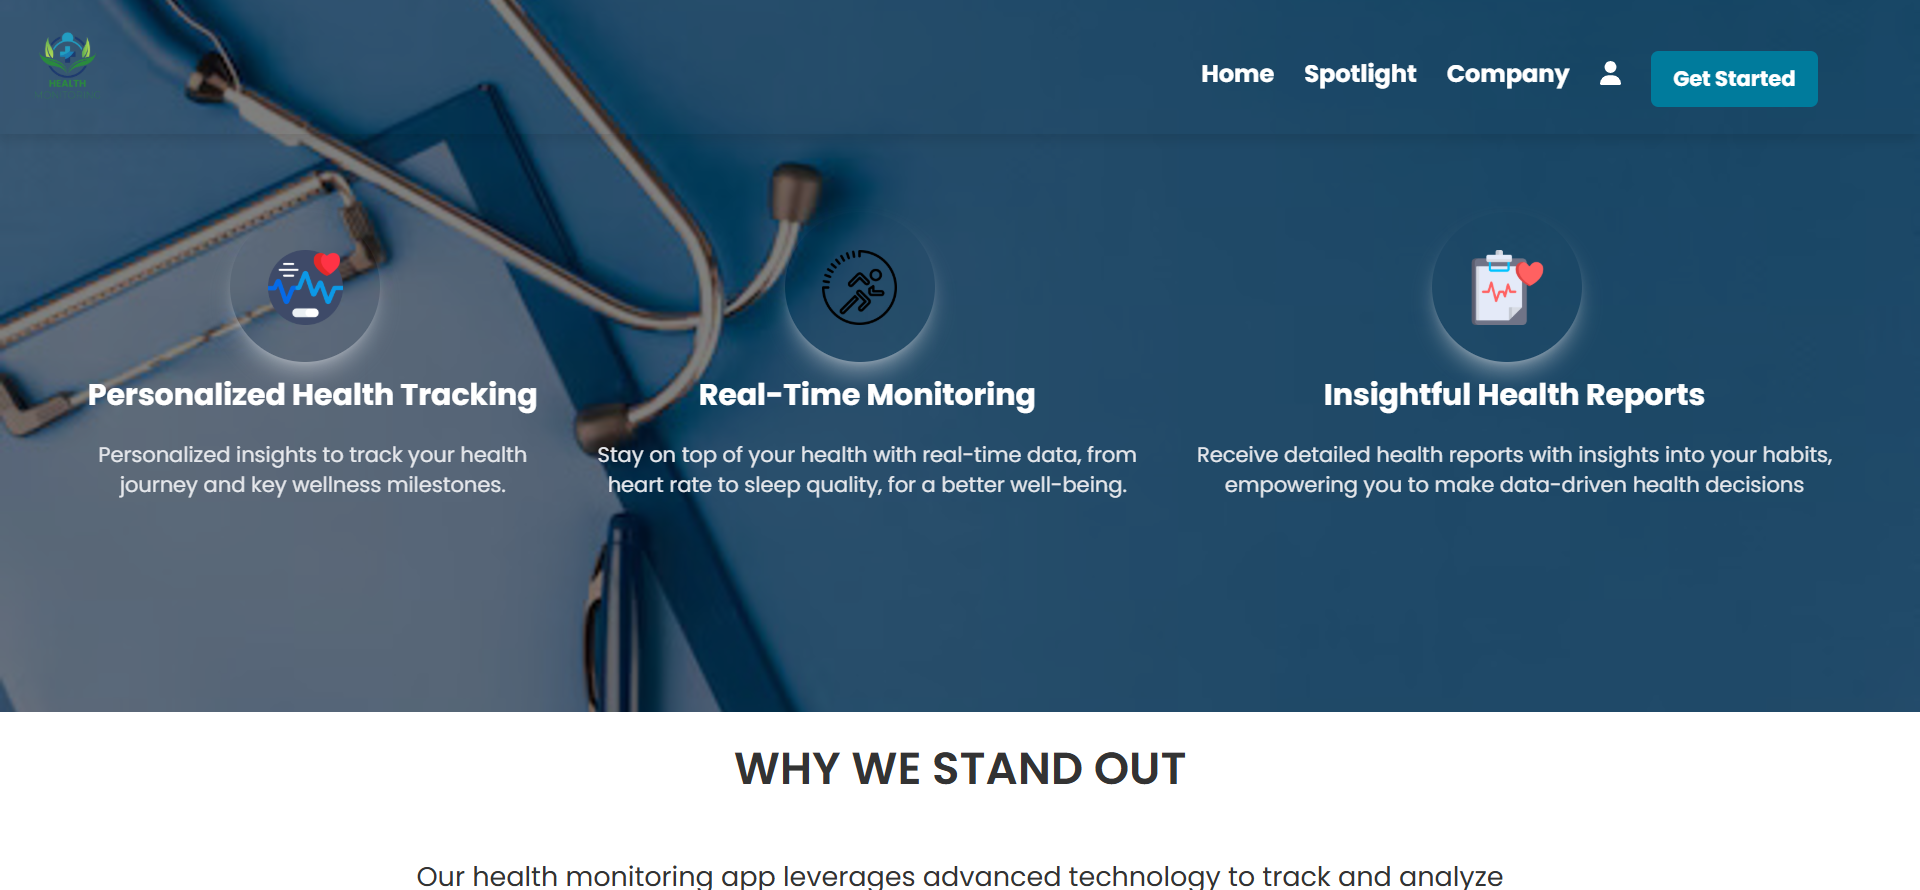 HEALTH
Home Spotlight Company Get Started
Personalized Health Tracking
Personalized insights to track your health
journey and key wellness milestones.
Real-Time Monitoring
Stay on top of your health with real-time data, from
heart rate to sleep quality, for a better well-being.
Insightful Health Reports
Receive detailed health reports with insights into your habits,
empowering you to make data-driven health decisions
WHY WE STAND OUT
Our health monitoring app leverages advanced technology to track and analyze